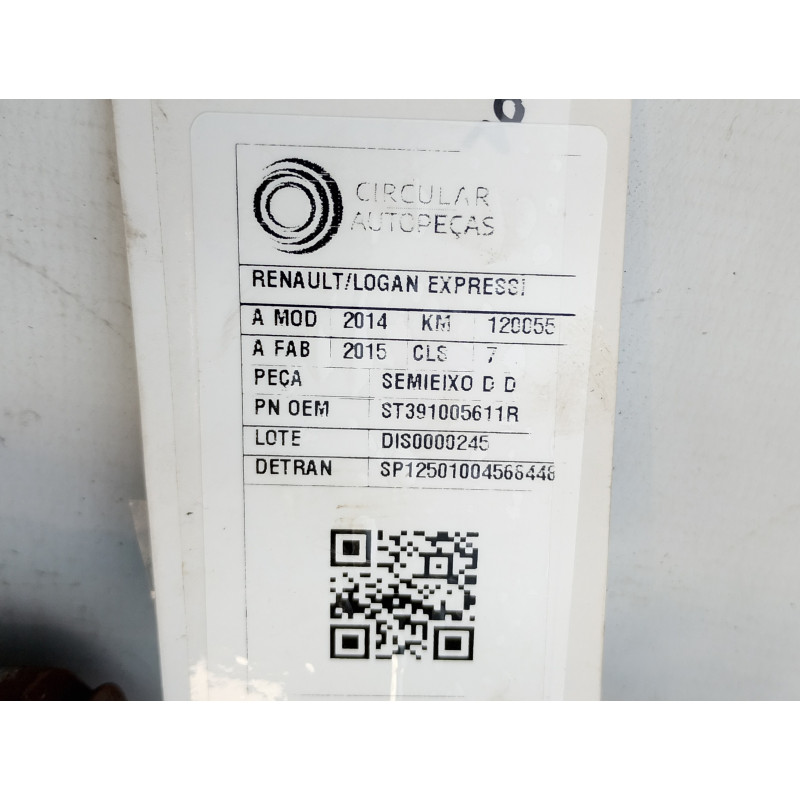 CIRCULAR
AUTOPEÇAS
RENAULT/LOGAN EXPRESSI
A MOD 2014 KM 120055
A FAB 2015 CLS 7
PEÇA SEMIEIXO D D
PN OEM ST391005611R
LOTE DIS0000245
DETRAN SP12501004566448